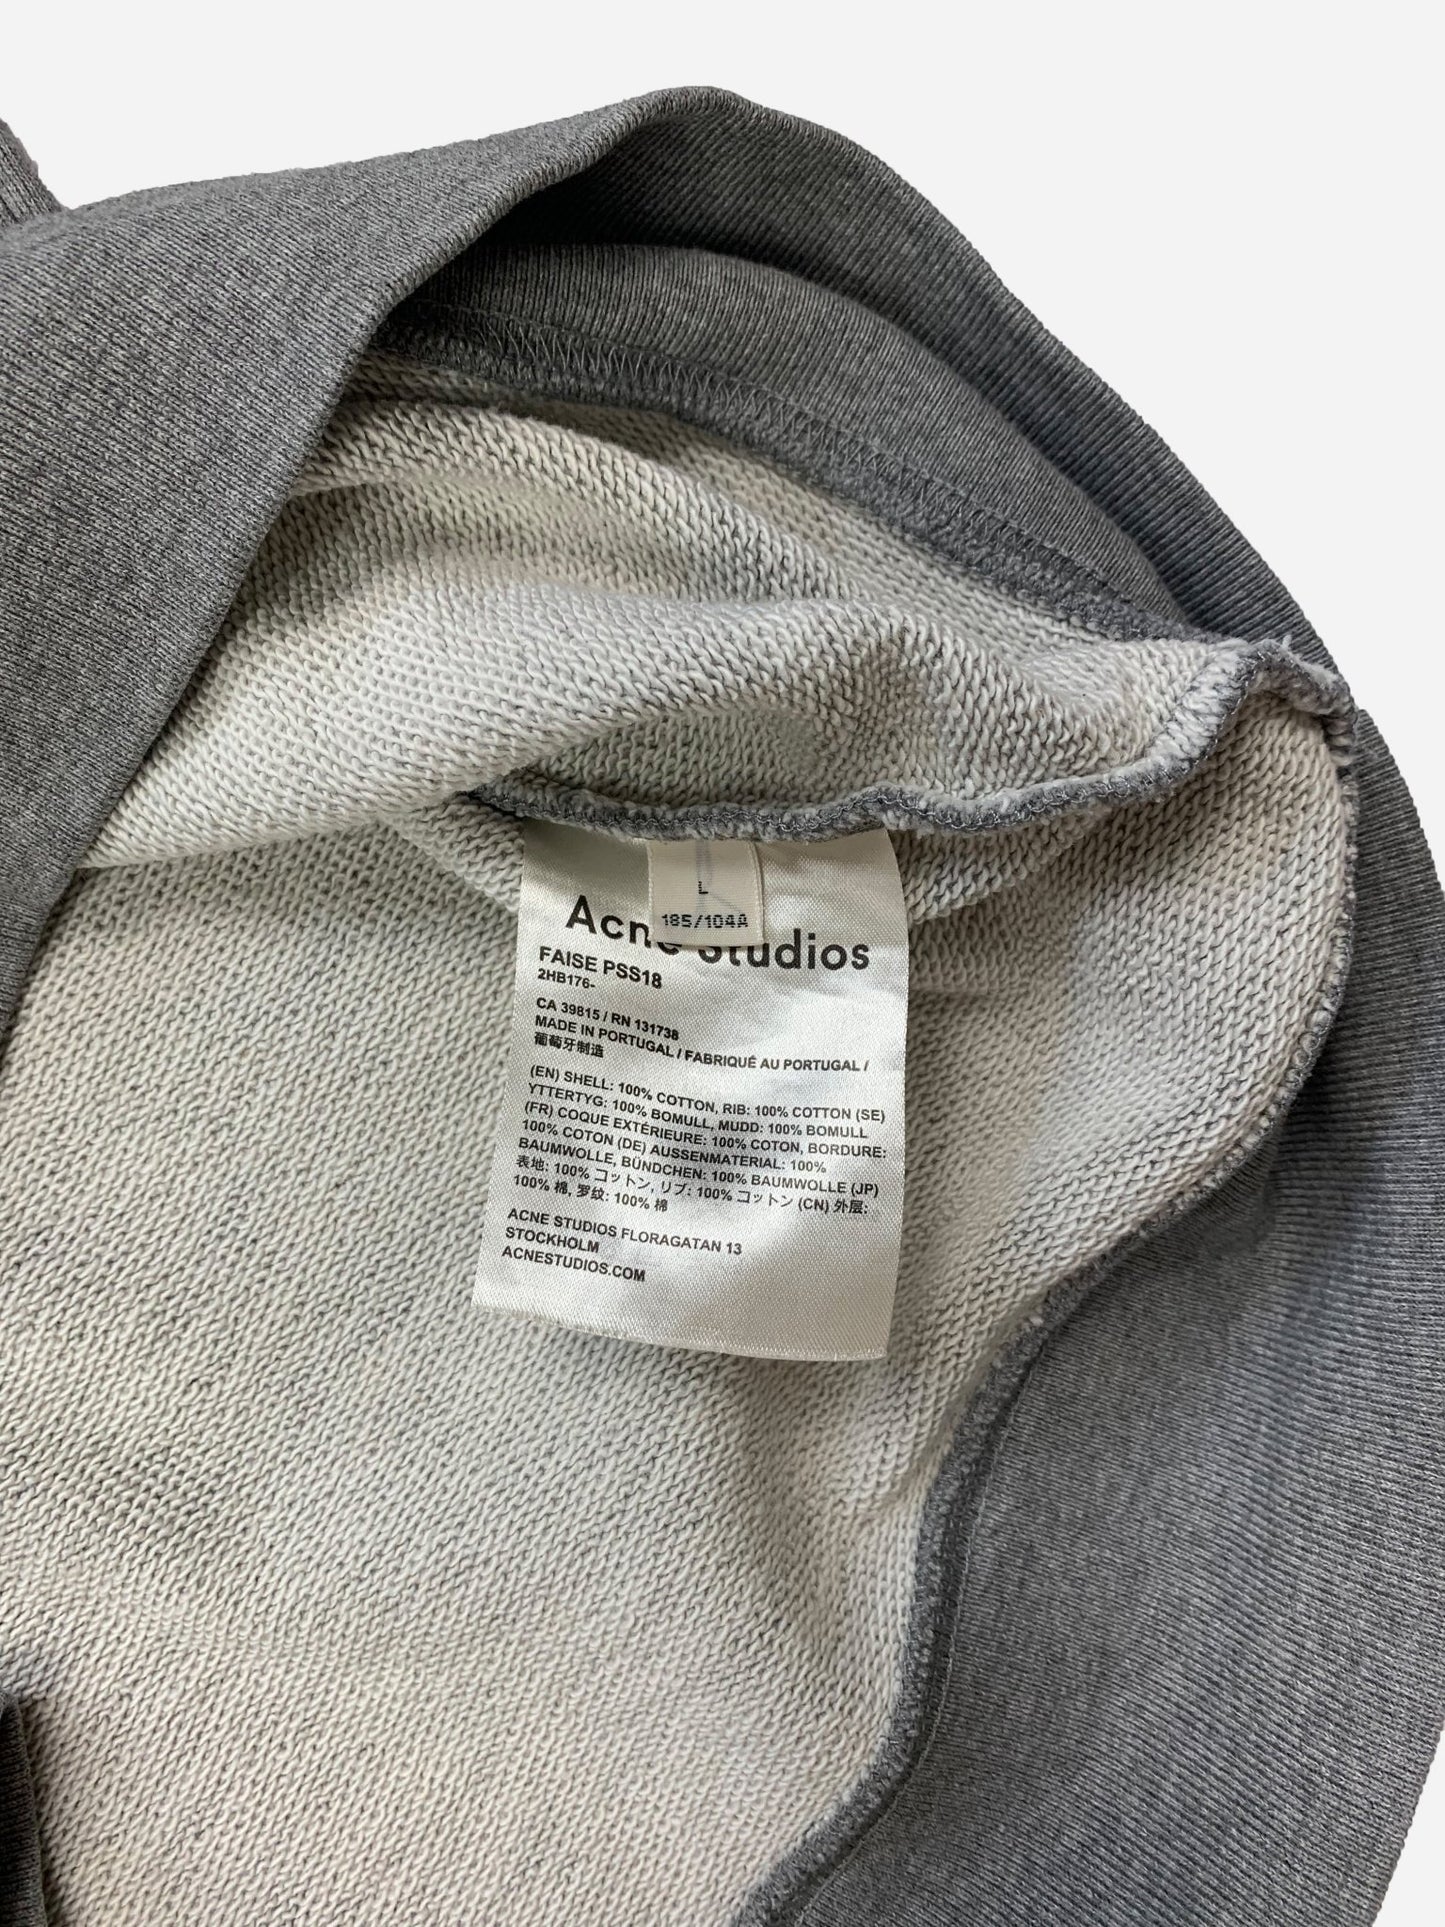 L
185/104A
Acne Studios
FAISE PSS18
2HB176-
CA 39815 / RN 131738
MADE IN PORTUGAL / FABRIQUÉ AU PORTUGAL /
葡萄牙制造
(EN) SHELL: 100% COTTON, RIB: 100% COTTON (SE)
YTTERTYG: 100% BOMULL, MUDD: 100% BOMULL
(FR) COQUE EXTÉRIEURE: 100% COTON, BORDURE:
100% COTON (DE) AUSSENMATERIAL: 100%
BAUMWOLLE, BÜNDCHEN: 100% BAUMWOLLE (JP)
表地: 100% コットン, リブ: 100% コットン (CN) 外层:
100% 棉, 罗纹: 100% 棉
ACNE STUDIOS FLORAGATAN 13
STOCKHOLM
ACNESTUDIOS.COM